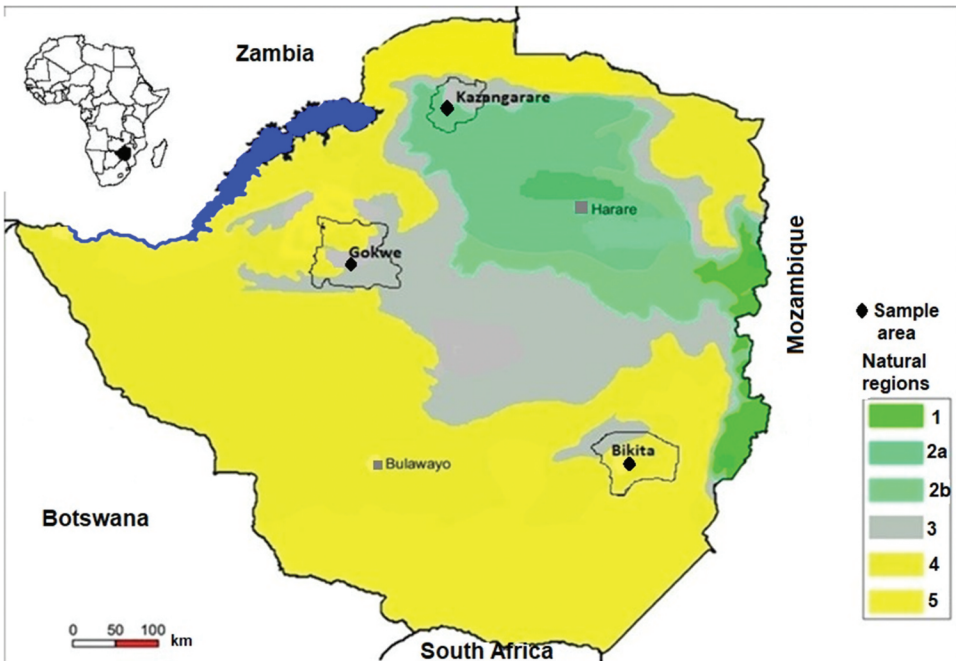 Zambia
Kazangarare
Harare
Gokwe
Mozambique
Sample
area
Natural
regions
1
2a
2b
3
4
5
Bikita
Bulawayo
Botswana
0 50 100 km
South Africa